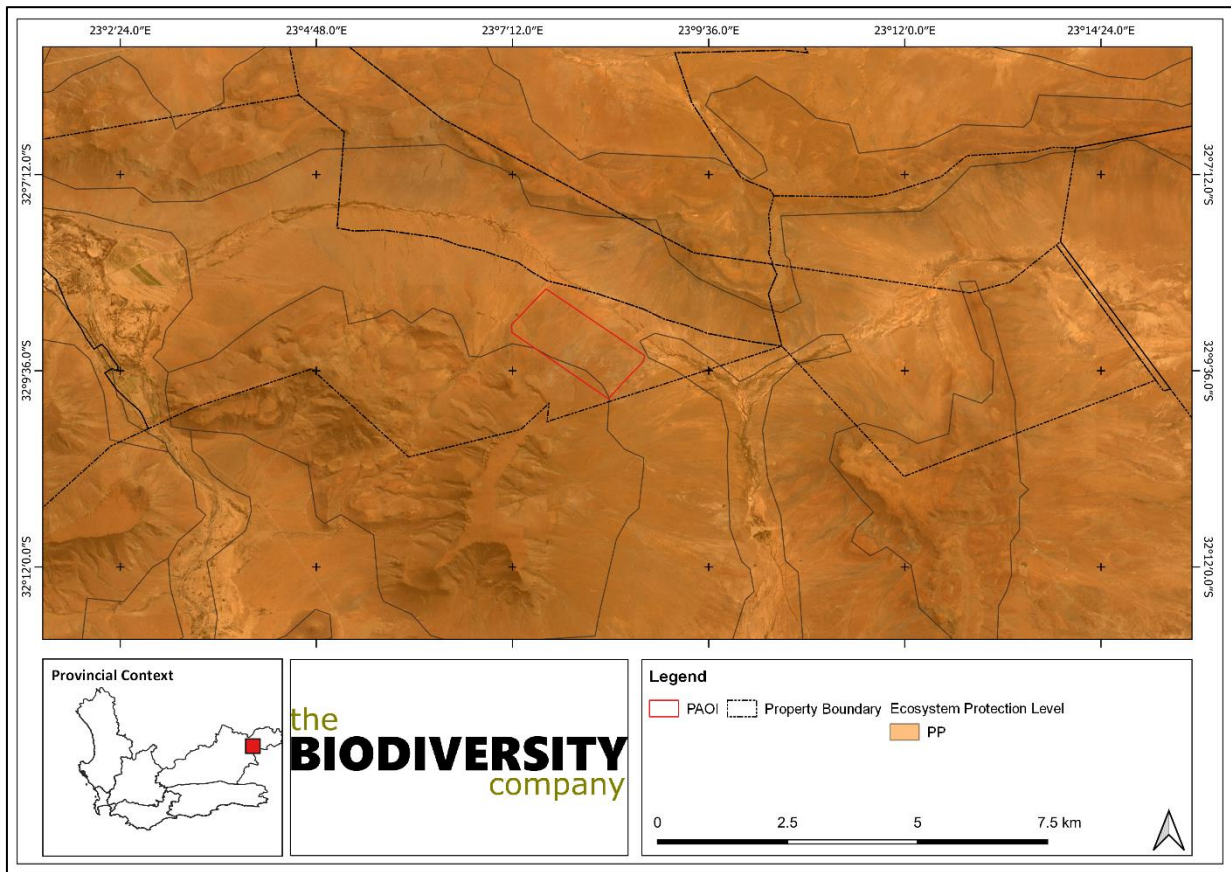 23°2'24.0"E 23°4'48.0"E 23°7'12.0"E 23°9'36.0"E 23°12'0.0"E 23°14'24.0"E
32°7'12.0"S 32°7'12.0"S
32°9'36.0"S 32°9'36.0"S
32°12'0.0"S 32°12'0.0"S
Provincial Context
the
BIODIVERSITY
company
Legend
PAOI Property Boundary Ecosystem Protection Level
PP
0 2.5 5 7.5 km